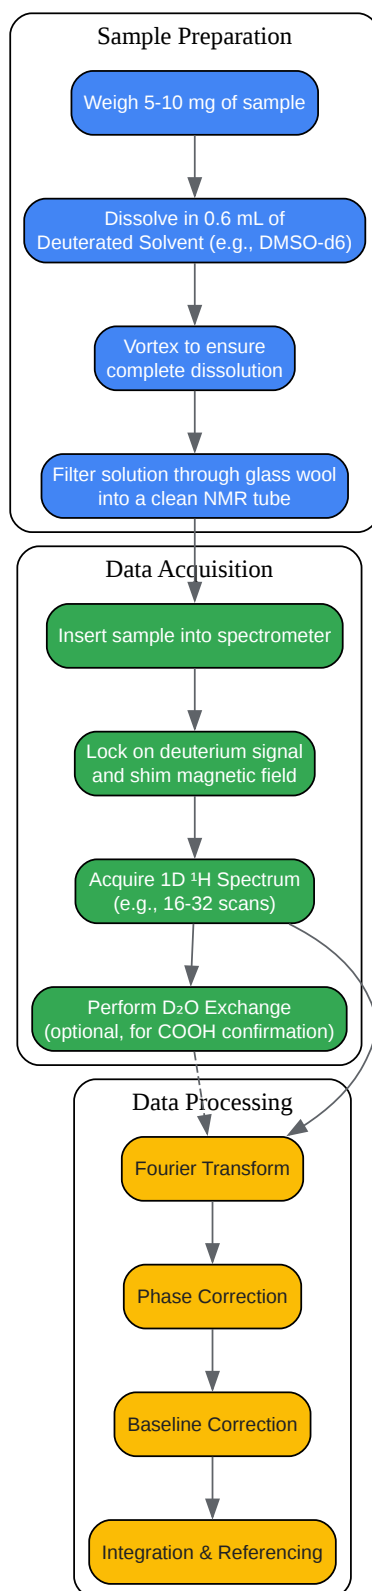 Sample Preparation
Weigh 5-10 mg of sample
Dissolve in 0.6 mL of
Deuterated Solvent (e.g., DMSO-d6)
Vortex to ensure
complete dissolution
Filter solution through glass wool
into a clean NMR tube
Data Acquisition
Insert sample into spectrometer
Lock on deuterium signal
and shim magnetic field
Acquire 1D ¹H Spectrum
(e.g., 16-32 scans)
Perform D₂O Exchange
(optional, for COOH confirmation)
Data Processing
Fourier Transform
Phase Correction
Baseline Correction
Integration & Referencing